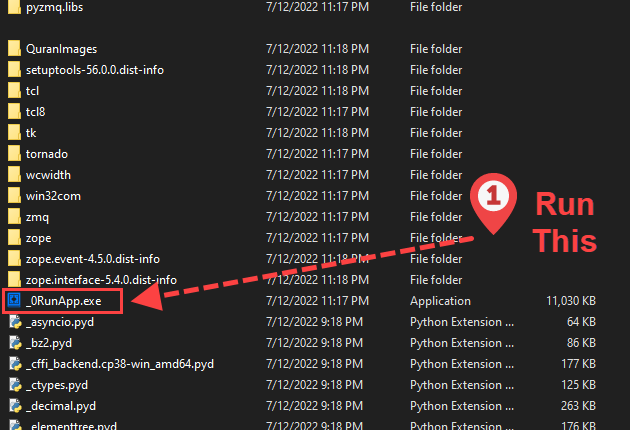 pyzmq.libs 7/12/2022 11:17 PM File folder
QuranImages 7/12/2022 11:18 PM File folder
setuptools-56.0.0.dist-info 7/12/2022 11:18 PM File folder
tcl 7/12/2022 11:18 PM File folder
tcl8 7/12/2022 11:17 PM File folder
tk 7/12/2022 11:18 PM File folder
tornado 7/12/2022 11:17 PM File folder
wcwidth 7/12/2022 11:17 PM File folder
win32com 7/12/2022 11:17 PM File folder
zmq 7/12/2022 11:17 PM File folder
zope 7/12/2022 11:17 PM File folder
zope.event-4.5.0.dist-info 7/12/2022 11:18 PM File folder
zope.interface-5.4.0.dist-info 7/12/2022 11:18 PM File folder
_0RunApp.exe 7/12/2022 11:17 PM Application 11,030 KB
_asyncio.pyd 7/12/2022 9:18 PM Python Extension ... 64 KB
_bz2.pyd 7/12/2022 9:18 PM Python Extension ... 86 KB
_cffi_backend.cp38-win_amd64.pyd 7/12/2022 9:18 PM Python Extension ... 177 KB
_ctypes.pyd 7/12/2022 9:18 PM Python Extension ... 125 KB
_decimal.pyd 7/12/2022 9:18 PM Python Extension ... 263 KB
_elementtree.pyd 7/12/2022 9:18 PM Python Extension ... 176 KB
1
Run
This